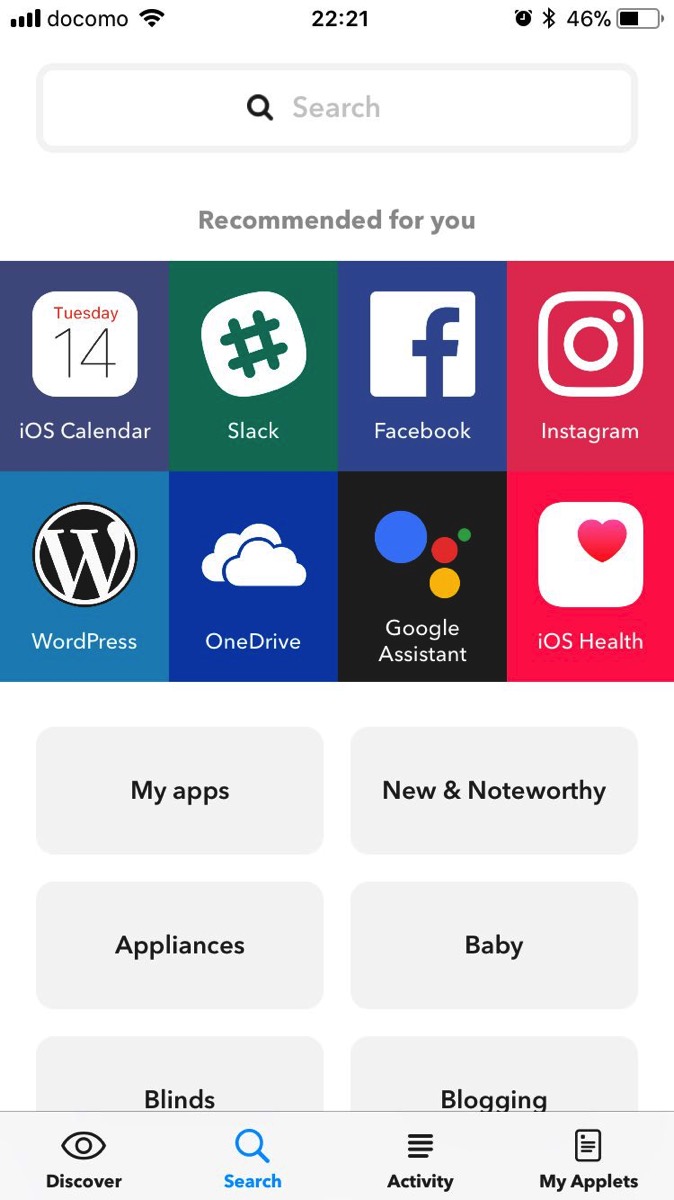 docomo 22:21 46%
Search
Recommended for you
Tuesday
14
iOS Calendar Slack Facebook Instagram
WordPress OneDrive Google
Assistant iOS Health
My apps New & Noteworthy
Appliances Baby
Blinds Blogging
Discover Search Activity My Applets